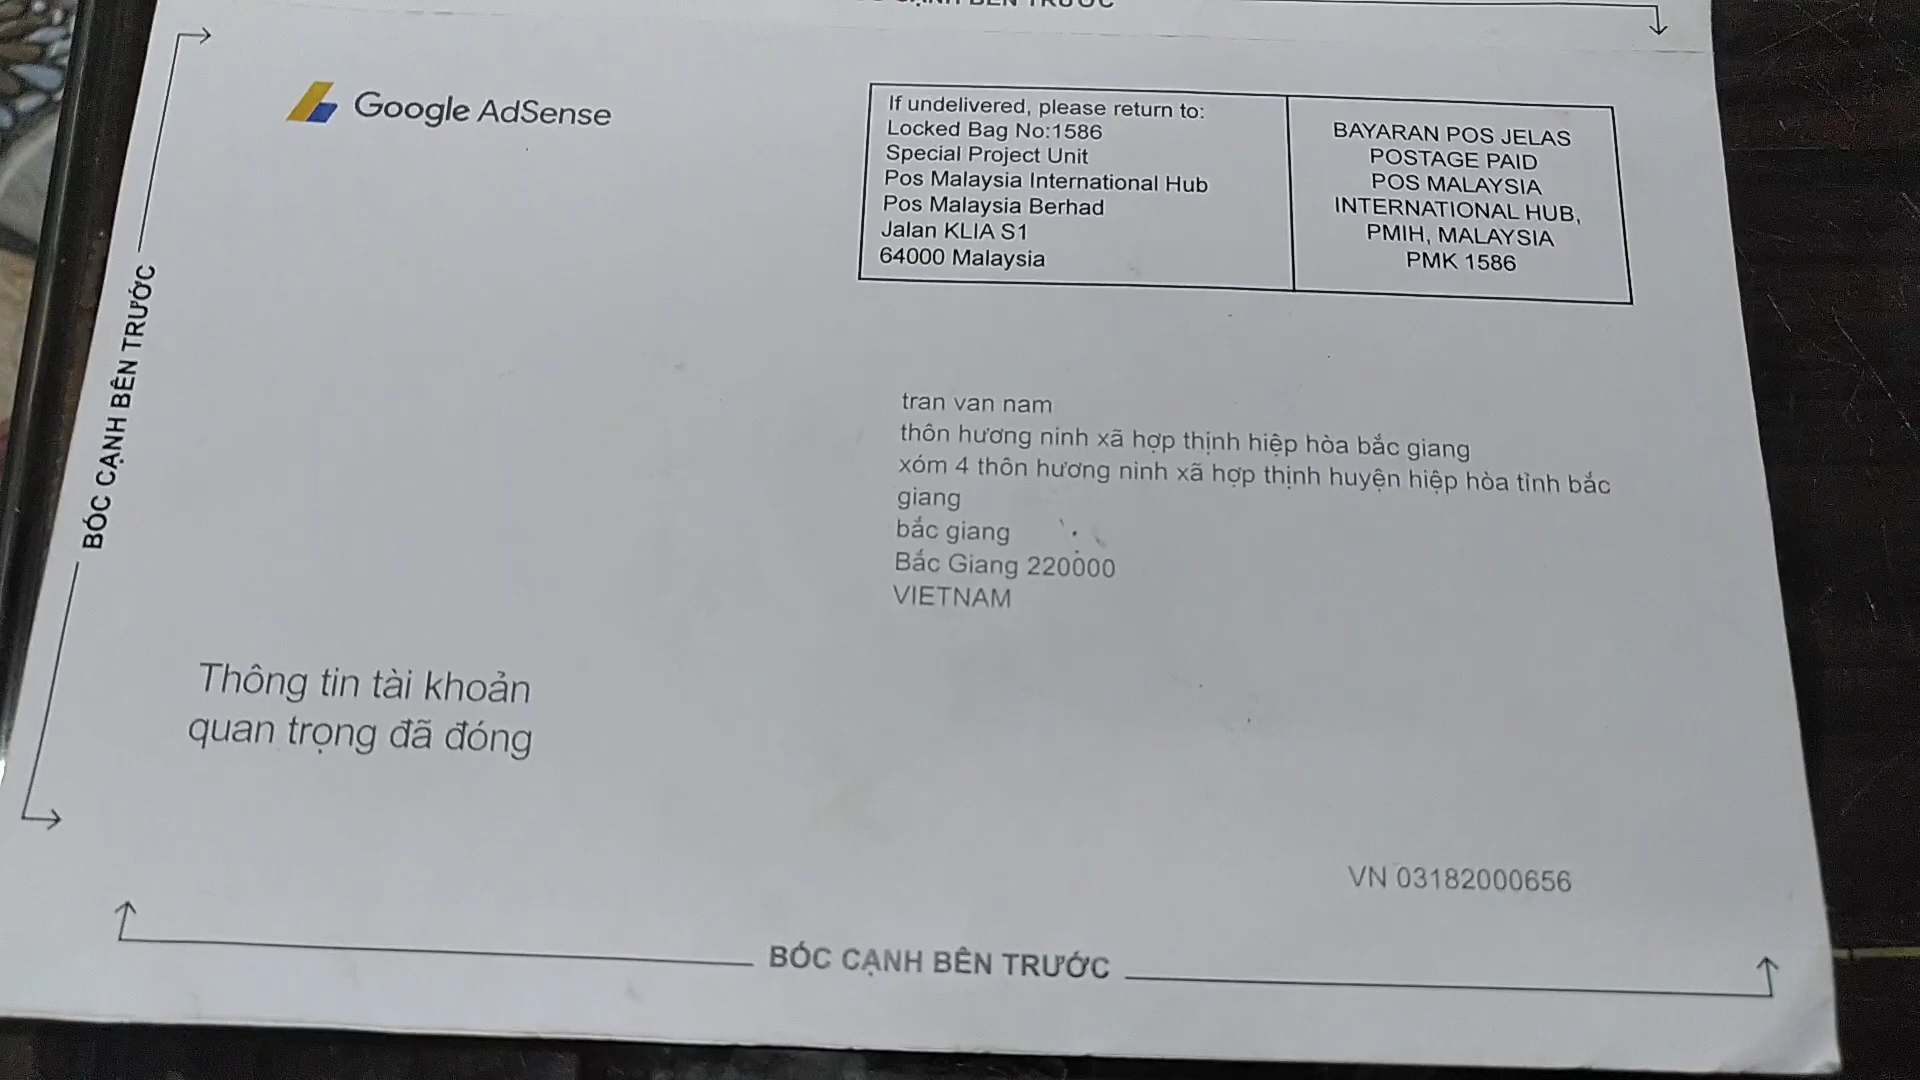 CẠNH BÊN TRƯỚC
Google AdSense
If undelivered, please return to:
Locked Bag No:1586
Special Project Unit
Pos Malaysia International Hub
Pos Malaysia Berhad
Jalan KLIA S1
64000 Malaysia
BAYARAN POS JELAS
POSTAGE PAID
POS MALAYSIA
INTERNATIONAL HUB,
PMIH, MALAYSIA
PMK 1586
BÓC CẠNH BÊN TRƯỚC
tran van nam
thôn hương ninh xã hợp thịnh hiệp hòa bắc giang
xóm 4 thôn hương ninh xã hợp thịnh huyện hiệp hòa tỉnh bắc
giang
bắc giang
Bắc Giang 220000
VIETNAM
Thông tin tài khoản
quan trọng đã đóng
VN 03182000656
BÓC CẠNH BÊN TRƯỚC